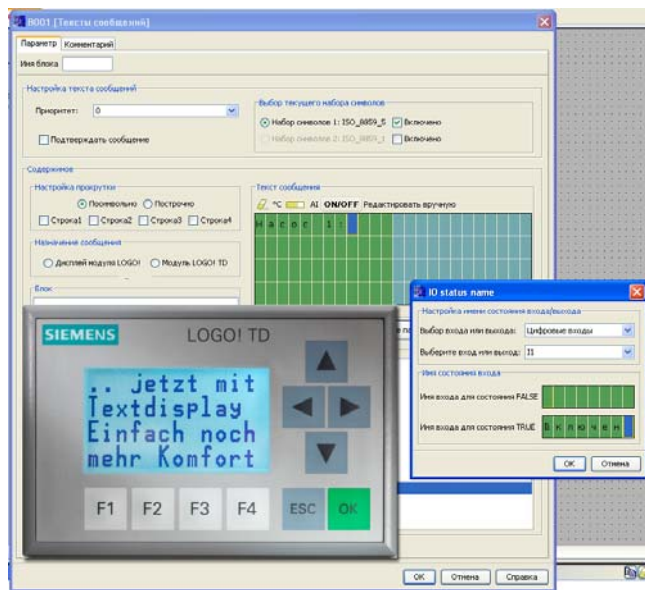 B001 [Тексты сообщений]
Параметр Комментарий
Имя блока
Настройка текста сообщений
Приоритет: 0
Подтверждать сообщение
Выбор текущего набора символов
Набор символов 1: ISO_8859_5 Включено
Набор символов 2: ISO_8859_1 Включено
Содержимое
Настройка прокрутки
Посимвольно Построчно
Строка1 Строка2 Строка3 Строка4
Назначение сообщения
Дисплей модуля LOGO! Модуль LOGO! TD
Блок
Текст сообщения
°C AI ON/OFF Редактировать вручную
Насос 1:
IO status name
Настройка имени состояния входа/выхода
Выбор входа или выхода: Цифровые входы
Выберите вход или выход: I1
Имя состояния входа
Имя входа для состояния FALSE
Имя входа для состояния TRUE Включен
OK Отмена
SIEMENS LOGO! TD
.. jetzt mit
Textdisplay
Einfach noch
mehr Komfort
F1 F2 F3 F4 ESC OK
OK Отмена Справка